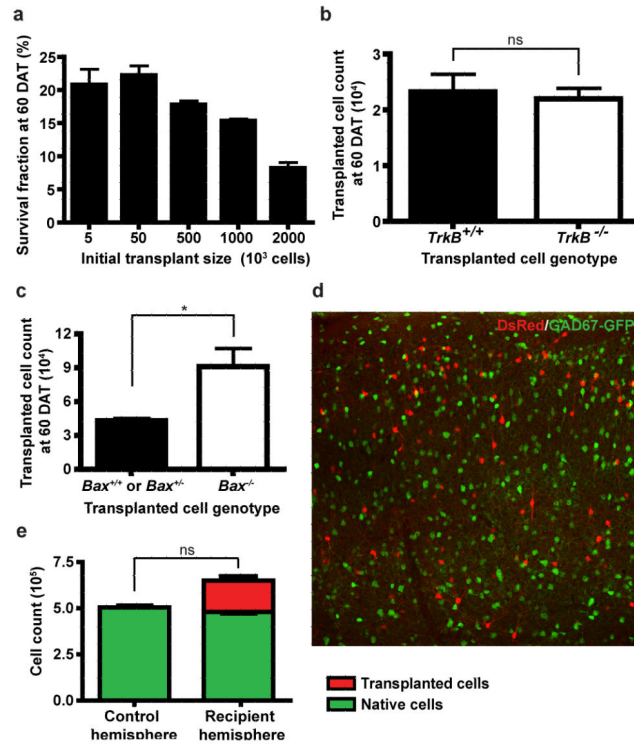 a
Survival fraction at 60 DAT (%)
25
20
15
10
5
0
5 50 500 1000 2000
Initial transplant size (10³ cells)
b
ns
Transplanted cell count
at 60 DAT (10⁴)
3
2
1
0
TrkB⁺/⁺ TrkB⁻/⁻
Transplanted cell genotype
c
*
Transplanted cell count
at 60 DAT (10⁴)
12
9
6
3
0
Bax⁺/⁺ or Bax⁺/⁻ Bax⁻/⁻
Transplanted cell genotype
d
DsRed/GAD67-GFP
e
ns
Cell count (10⁵)
7.5
5.0
2.5
0.0
Control
hemisphere
Recipient
hemisphere
Transplanted cells
Native cells